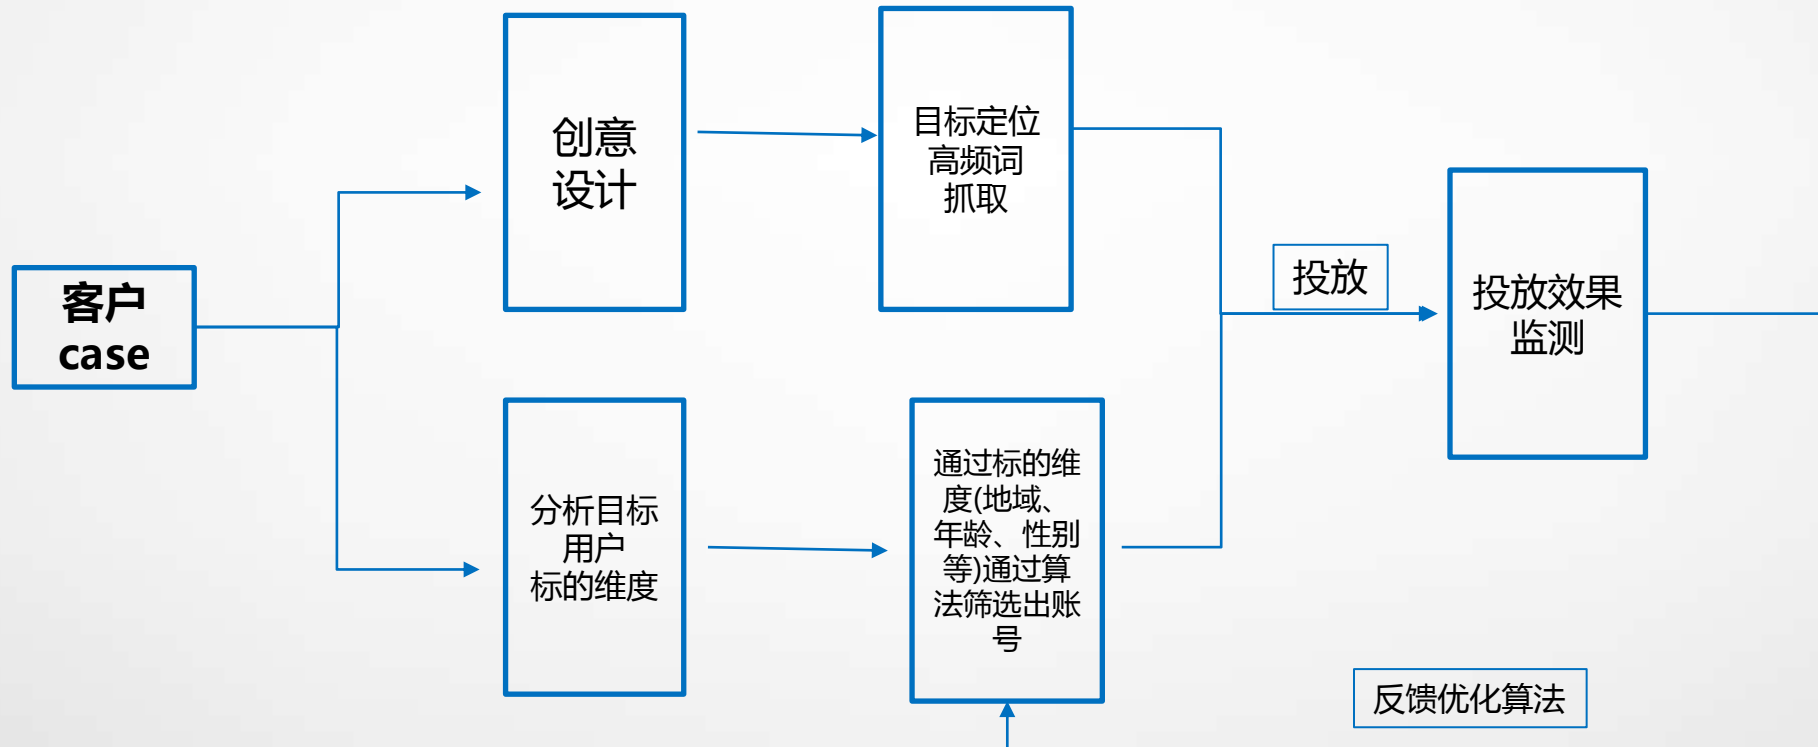 客户
case
创意
设计
目标定位
高频词
抓取
分析目标
用户
标的维度
通过标的维
度(地域、
年龄、性别
等)通过算
法筛选出账
号
投放
投放效果
监测
反馈优化算法